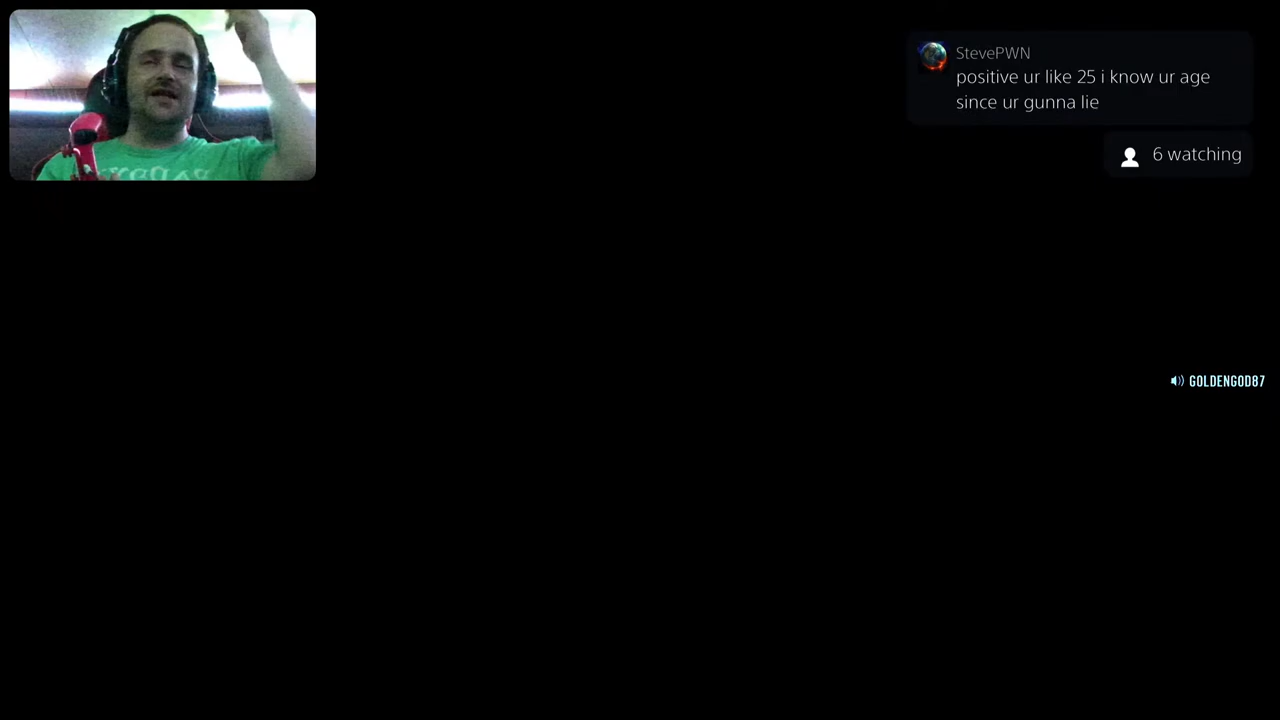 StevePWN
positive ur like 25 i know ur age
since ur gunna lie
6 watching
GOLDENGOD87